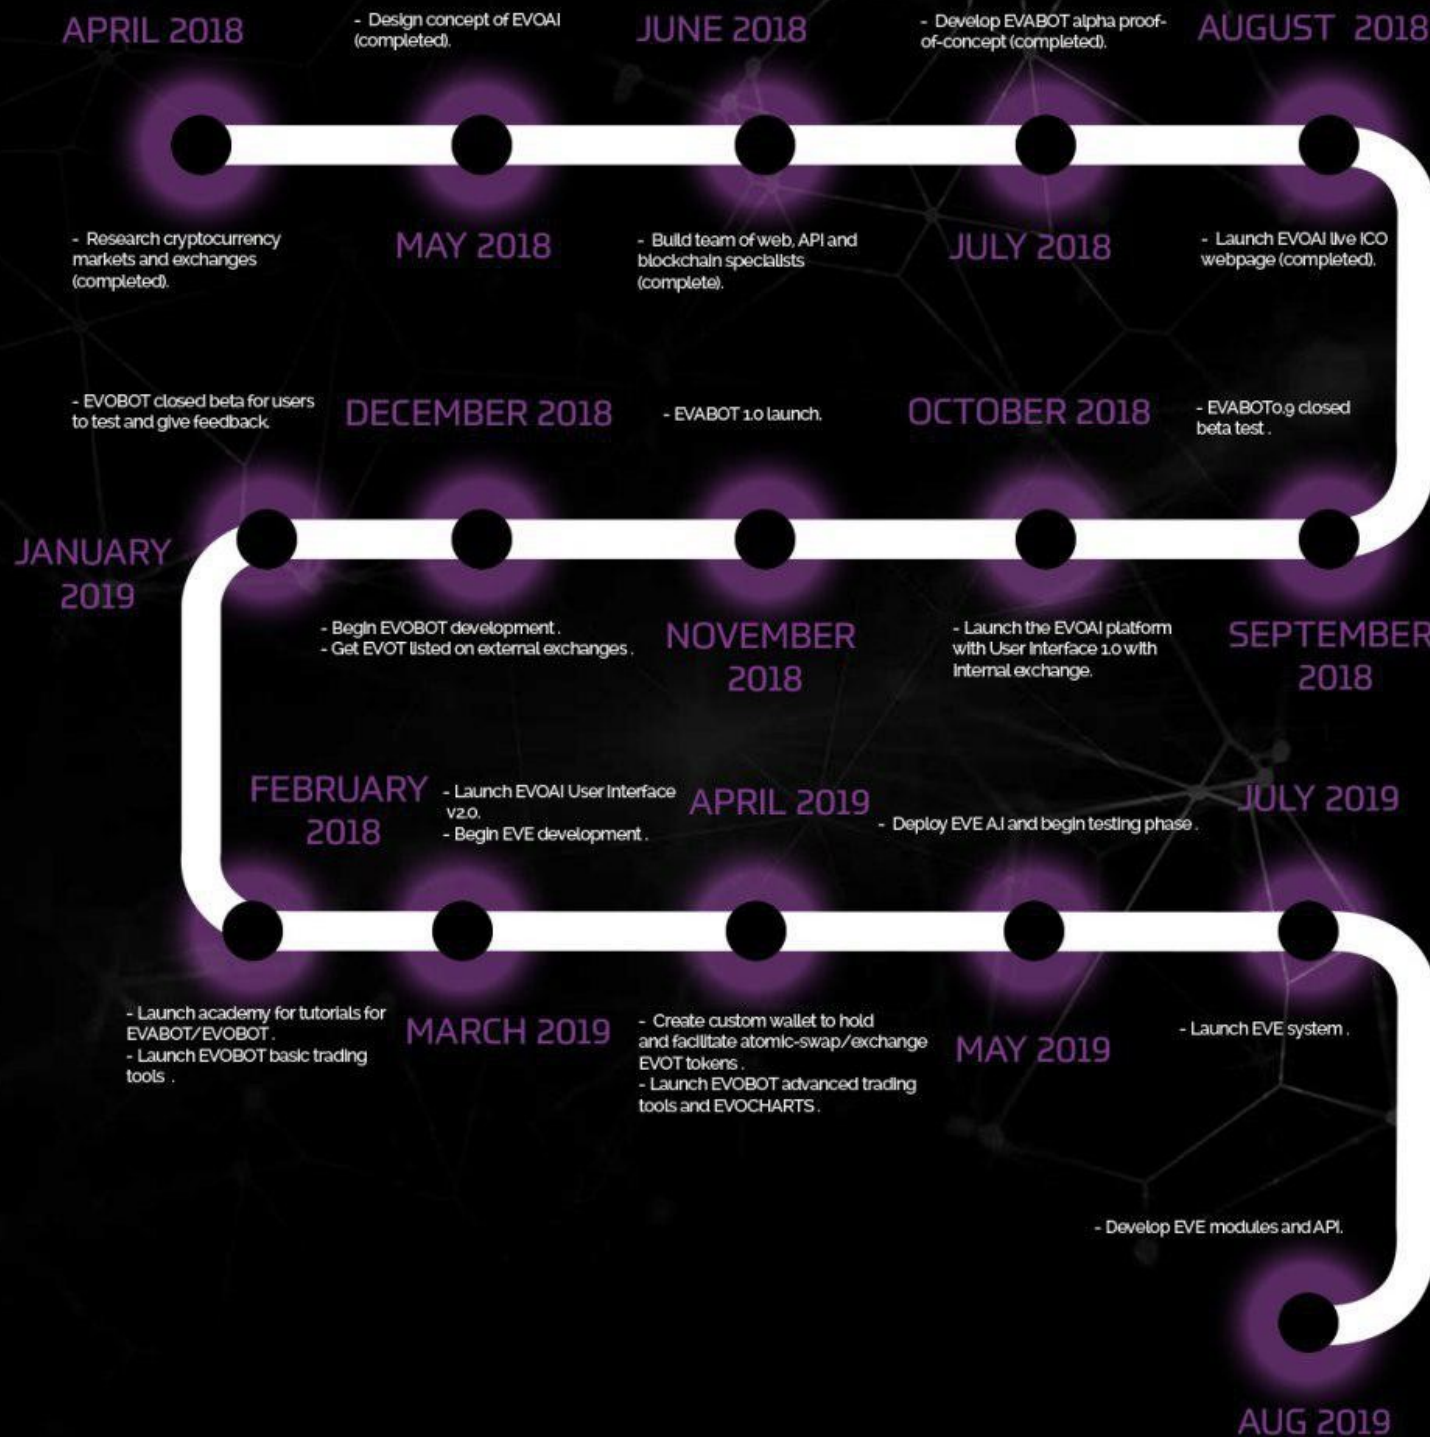 APRIL 2018
- Research cryptocurrency
markets and exchanges
(completed).
- Design concept of EVOAI
(completed).
MAY 2018
JUNE 2018
- Build team of web, API and
blockchain specialists
(complete).
- Develop EVABOT alpha proof-
of-concept (completed).
JULY 2018
AUGUST 2018
- Launch EVOAI live ICO
webpage (completed).
- EVABOT0.9 closed
beta test .
SEPTEMBER
2018
OCTOBER 2018
- Launch the EVOAI platform
with User Interface 1.0 with
internal exchange.
- EVABOT 1.0 launch.
NOVEMBER
2018
DECEMBER 2018
- Begin EVOBOT development .
- Get EVOT listed on external exchanges .
- EVOBOT closed beta for users
to test and give feedback.
JANUARY
2019
FEBRUARY
2018
- Launch academy for tutorials for
EVABOT/EVOBOT .
- Launch EVOBOT basic trading
tools .
- Launch EVOAI User Interface
v2.0.
- Begin EVE development .
MARCH 2019
APRIL 2019
- Create custom wallet to hold
and facilitate atomic-swap/exchange
EVOT tokens .
- Launch EVOBOT advanced trading
tools and EVOCHARTS .
- Deploy EVE A.I and begin testing phase .
MAY 2019
JULY 2019
- Launch EVE system .
- Develop EVE modules and API.
AUG 2019